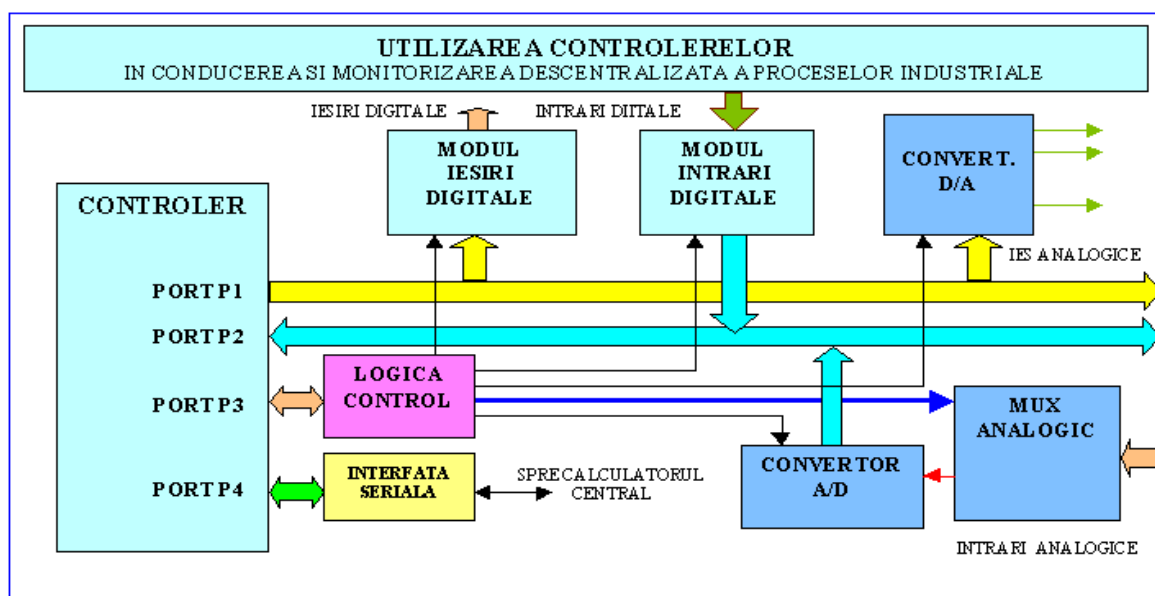 UTILIZAREA CONTROLERELOR
IN CONDUCEREA SI MONITORIZAREA DESCENTRALIZATA A PROCESELOR INDUSTRIALE
IESIRI DIGITALE
INTRARI DIITALE
MODUL
IESIRI
DIGITALE
MODUL
INTRARI
DIGITALE
CONVERT.
D/A
IES ANALOGICE
CONTROLER
PORT P1
PORT P2
PORT P3
PORT P4
LOGICA
CONTROL
INTERFATA
SERIALA
SPRE CALCULATORUL
CENTRAL
CONVERTOR
A/D
MUX
ANALOGIC
INTRARI ANALOGICE